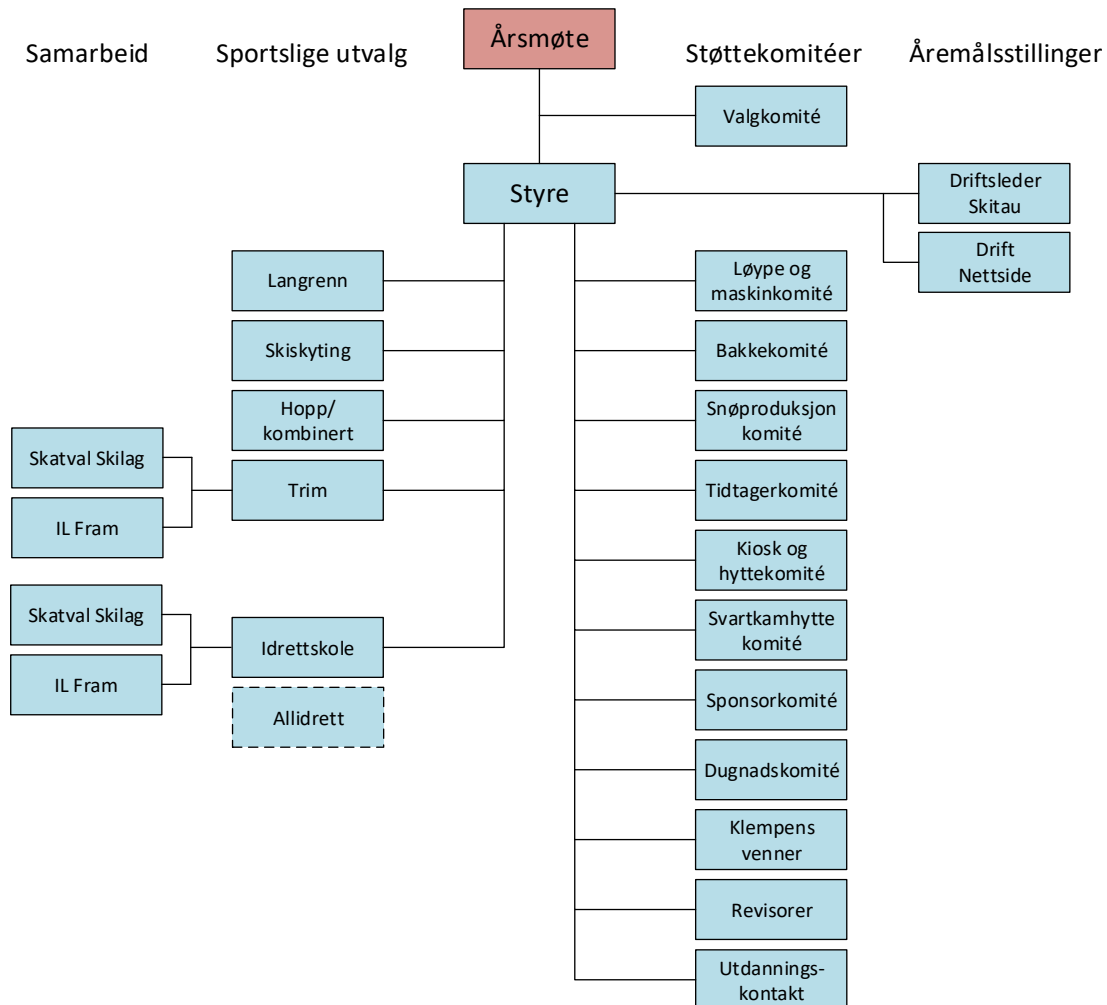 Årsmøte
Samarbeid
Sportslige utvalg
Støttekomitéer
Åremålsstillinger
Valgkomité
Styre
Driftsleder
Skitau
Drift
Nettside
Langrenn
Skiskyting
Hopp/
kombinert
Trim
Skatval Skilag
IL Fram
Idrettskole
Skatval Skilag
IL Fram
Allidrett
Løype og
maskinkomité
Bakkekomité
Snøproduksjon
komité
Tidtagerkomité
Kiosk og
hyttekomité
Svartkamhytte
komité
Sponsorkomité
Dugnadskomité
Klempens
venner
Revisorer
Utdannings-
kontakt